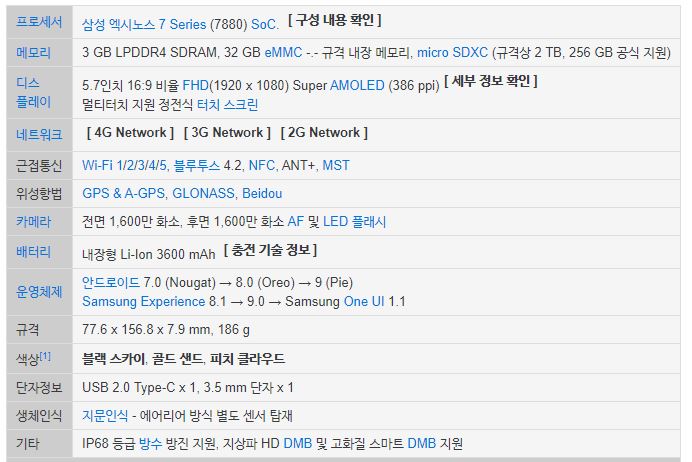 프로세서 삼성 엑시노스 7 Series (7880) SoC. [ 구성 내용 확인 ]
메모리 3 GB LPDDR4 SDRAM, 32 GB eMMC -.- 규격 내장 메모리, micro SDXC (규격상 2 TB, 256 GB 공식 지원)
디스플레이 5.7인치 16:9 비율 FHD(1920 x 1080) Super AMOLED (386 ppi) [ 세부 정보 확인 ]
멀티터치 지원 정전식 터치 스크린
네트워크 [ 4G Network ] [ 3G Network ] [ 2G Network ]
근접통신 Wi-Fi 1/2/3/4/5, 블루투스 4.2, NFC, ANT+, MST
위성항법 GPS & A-GPS, GLONASS, Beidou
카메라 전면 1,600만 화소, 후면 1,600만 화소 AF 및 LED 플래시
배터리 내장형 Li-Ion 3600 mAh [ 충전 기술 정보 ]
운영체제 안드로이드 7.0 (Nougat) → 8.0 (Oreo) → 9 (Pie)
Samsung Experience 8.1 → 9.0 → Samsung One UI 1.1
규격 77.6 x 156.8 x 7.9 mm, 186 g
색상[1] 블랙 스카이, 골드 샌드, 피치 클라우드
단자정보 USB 2.0 Type-C x 1, 3.5 mm 단자 x 1
생체인식 지문인식 - 에어리어 방식 별도 센서 탑재
기타 IP68 등급 방수 방진 지원, 지상파 HD DMB 및 고화질 스마트 DMB 지원